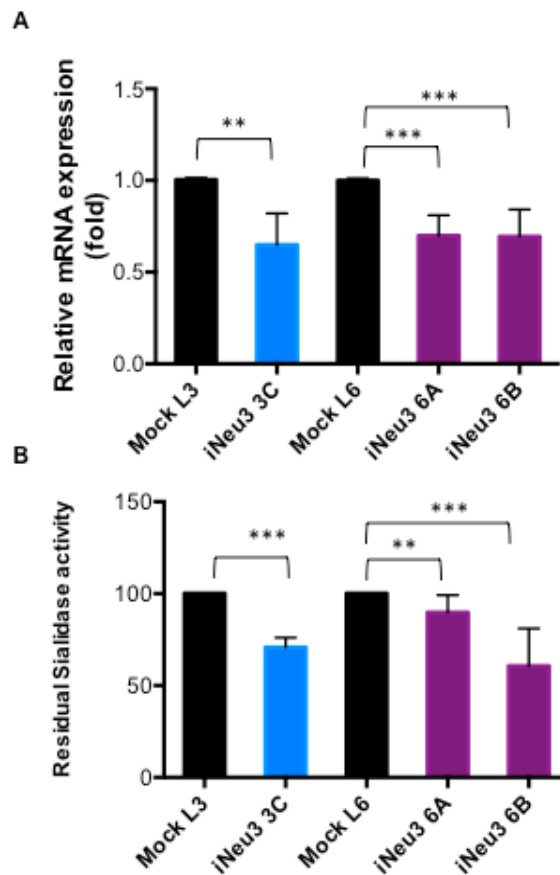 A
Relative mRNA expression
(fold)
1.5
1.0
0.5
0.0
**
***
***
Mock L3
iNeu3 3C
Mock L6
iNeu3 6A
iNeu3 6B
B
Residual Sialidase activity
150
100
50
0
***
**
***
Mock L3
iNeu3 3C
Mock L6
iNeu3 6A
iNeu3 6B